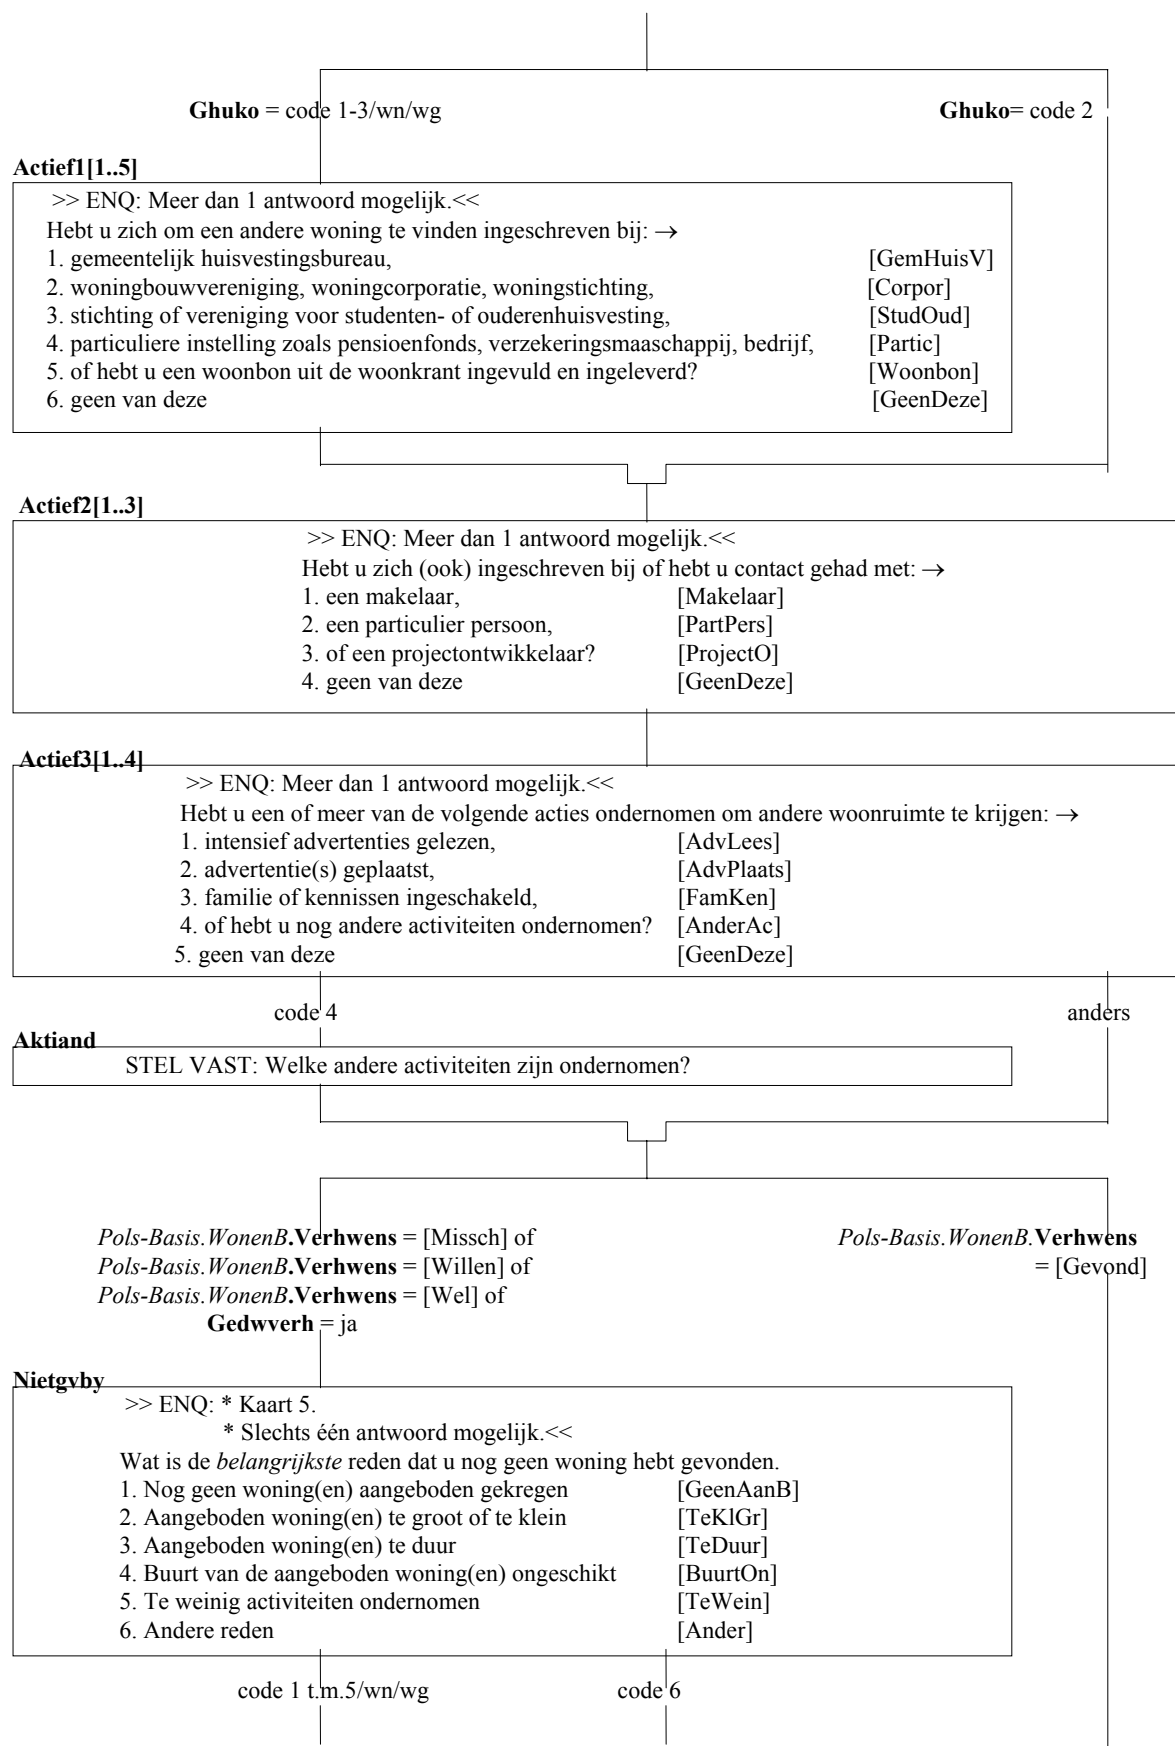 Ghuko = code 1-3/wn/wg Ghuko= code 2
Actief1[1..5]
>> ENQ: Meer dan 1 antwoord mogelijk.<<
Hebt u zich om een andere woning te vinden ingeschreven bij: →
1. gemeentelijk huisvestingsbureau, [GemHuisV]
2. woningbouwvereniging, woningcorporatie, woningstichting, [Corpor]
3. stichting of vereniging voor studenten- of ouderenhuisvesting, [StudOud]
4. particuliere instelling zoals pensioenfonds, verzekeringsmaaschappij, bedrijf, [Partic]
5. of hebt u een woonbon uit de woonkrant ingevuld en ingeleverd? [Woonbon]
6. geen van deze [GeenDeze]
Actief2[1..3]
>> ENQ: Meer dan 1 antwoord mogelijk.<<
Hebt u zich (ook) ingeschreven bij of hebt u contact gehad met: →
1. een makelaar, [Makelaar]
2. een particulier persoon, [PartPers]
3. of een projectontwikkelaar? [ProjectO]
4. geen van deze [GeenDeze]
Actief3[1..4]
>> ENQ: Meer dan 1 antwoord mogelijk.<<
Hebt u een of meer van de volgende acties ondernomen om andere woonruimte te krijgen: →
1. intensief advertenties gelezen, [AdvLees]
2. advertentie(s) geplaatst, [AdvPlaats]
3. familie of kennissen ingeschakeld, [FamKen]
4. of hebt u nog andere activiteiten ondernomen? [AnderAc]
5. geen van deze [GeenDeze]
code 4 anders
Aktiand
STEL VAST: Welke andere activiteiten zijn ondernomen?
Pols-Basis.WonenB.Verhwens = [Missch] of Pols-Basis.WonenB.Verhwens
Pols-Basis.WonenB.Verhwens = [Willen] of = [Gevond]
Pols-Basis.WonenB.Verhwens = [Wel] of
Gedwverh = ja
Nietgvby
>> ENQ: * Kaart 5.
* Slechts één antwoord mogelijk.<<
Wat is de belangrijkste reden dat u nog geen woning hebt gevonden.
1. Nog geen woning(en) aangeboden gekregen [GeenAanB]
2. Aangeboden woning(en) te groot of te klein [TeKlGr]
3. Aangeboden woning(en) te duur [TeDuur]
4. Buurt van de aangeboden woning(en) ongeschikt [BuurtOn]
5. Te weinig activiteiten ondernomen [TeWein]
6. Andere reden [Ander]
code 1 t.m.5/wn/wg code 6